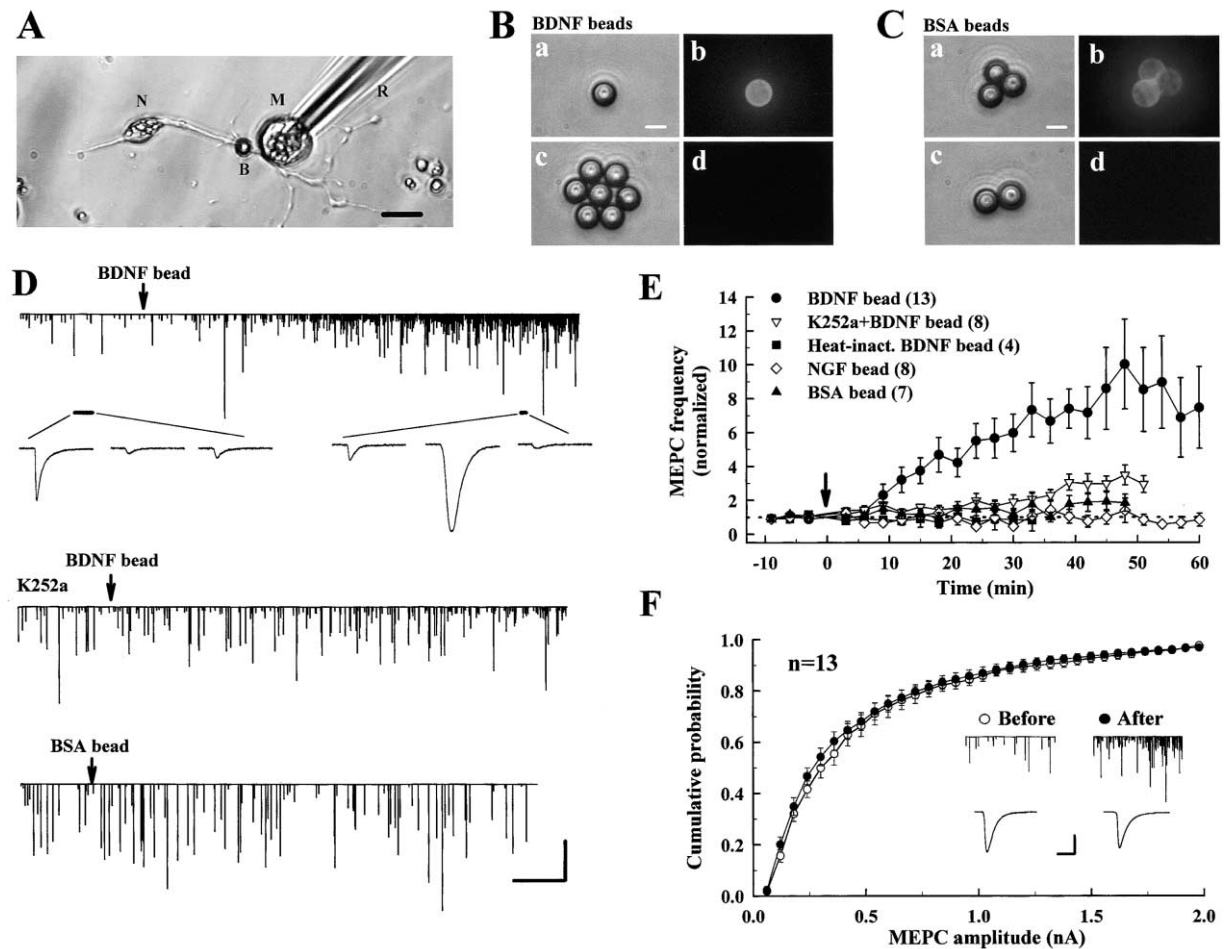 A
N
M
R
B
B
BDNF beads
a
b
c
d
C
BSA beads
a
b
c
d
D
BDNF bead
BDNF bead
K252a
BSA bead
E
14
12
10
8
6
4
2
0
MEPC frequency
(normalized)
BDNF bead (13)
K252a+BDNF bead (8)
Heat-inact. BDNF bead (4)
NGF bead (8)
BSA bead (7)
-10 0 10 20 30 40 50 60
Time (min)
F
1.0
0.8
0.6
0.4
0.2
0.0
Cumulative probability
n=13
Before
After
0.0 0.5 1.0 1.5 2.0
MEPC amplitude (nA)